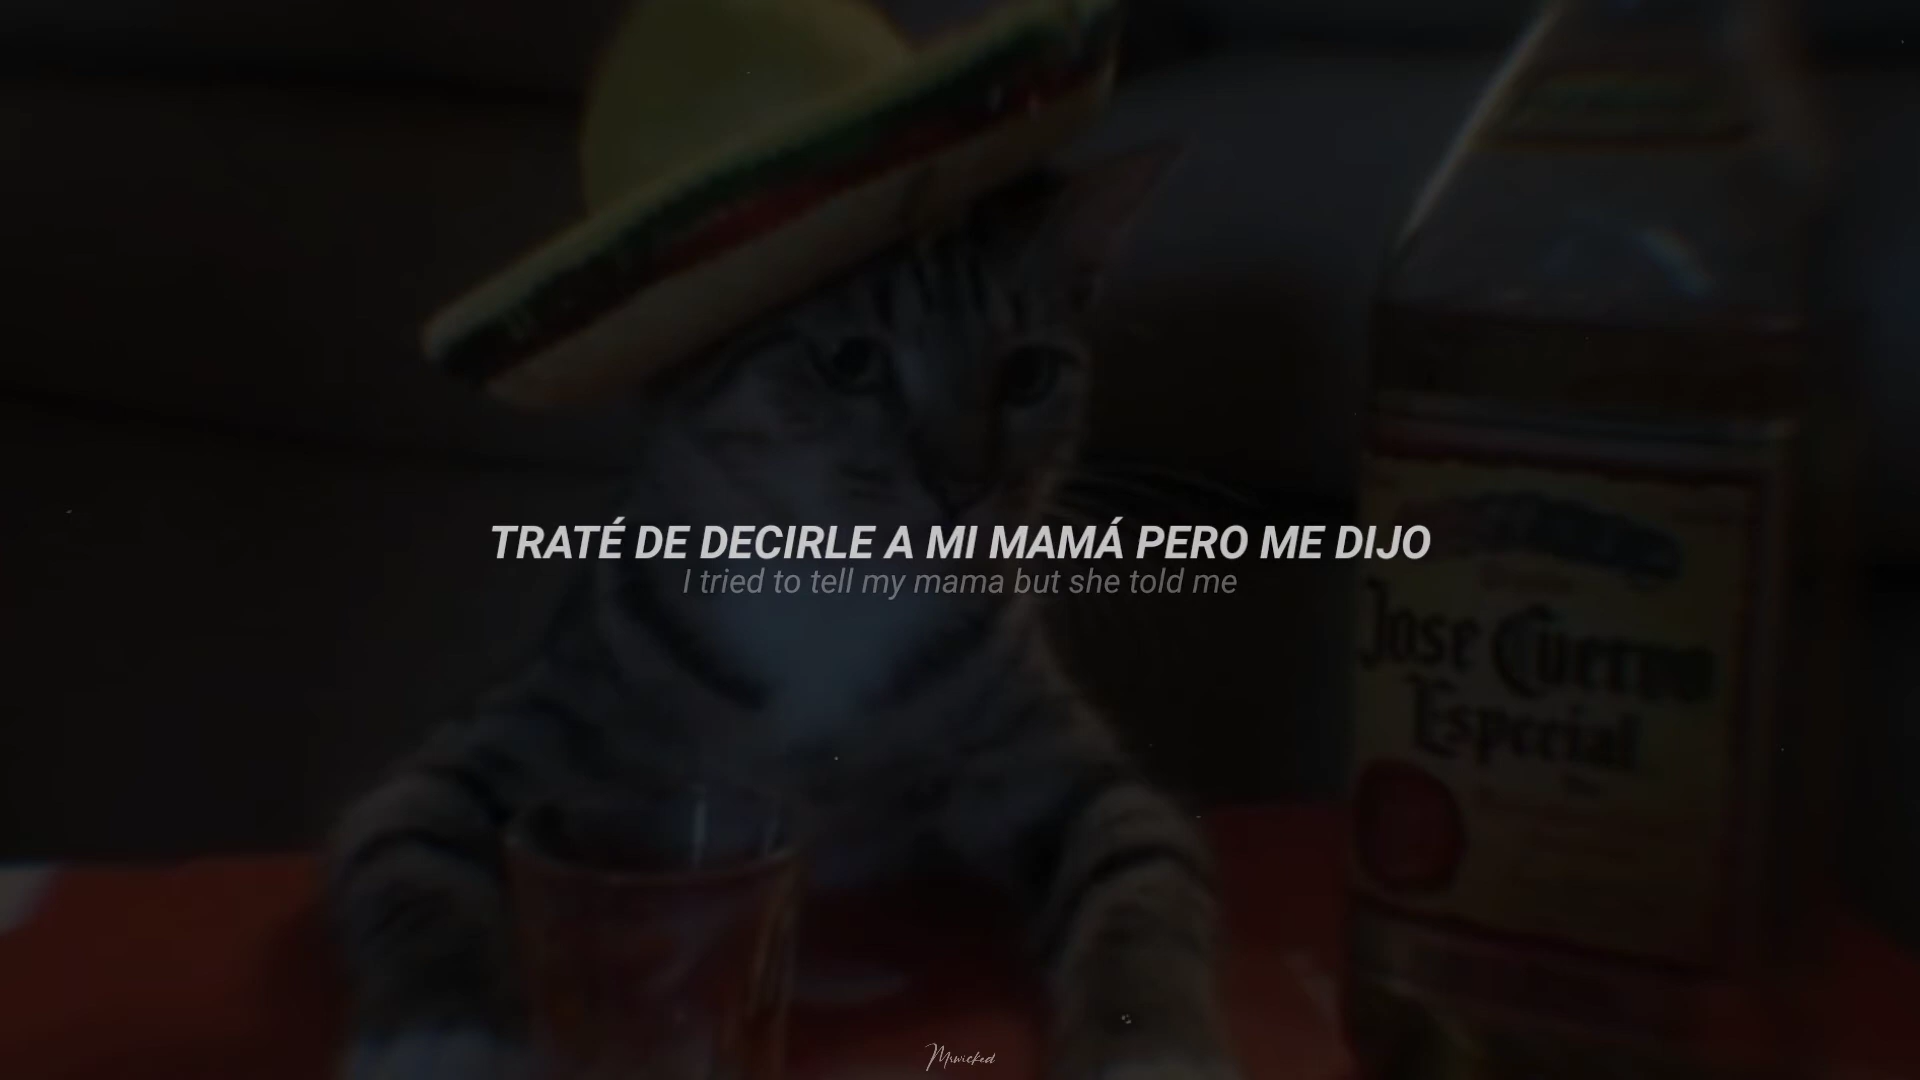 TRATÉ DE DECIRLE A MI MAMÁ PERO ME DIJO
I tried to tell my mama but she told me
Jose Cuervo
Especial
Mrwicked